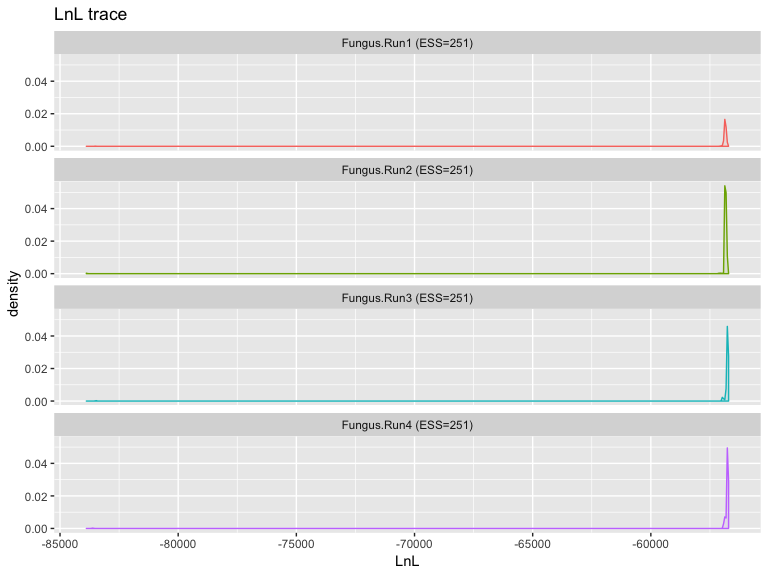 LnL trace
Fungus.Run1 (ESS=251)
0.04
0.02
0.00
Fungus.Run2 (ESS=251)
0.04
0.02
0.00
density
Fungus.Run3 (ESS=251)
0.04
0.02
0.00
Fungus.Run4 (ESS=251)
0.04
0.02
0.00
-85000 -80000 -75000 -70000 -65000 -60000
LnL